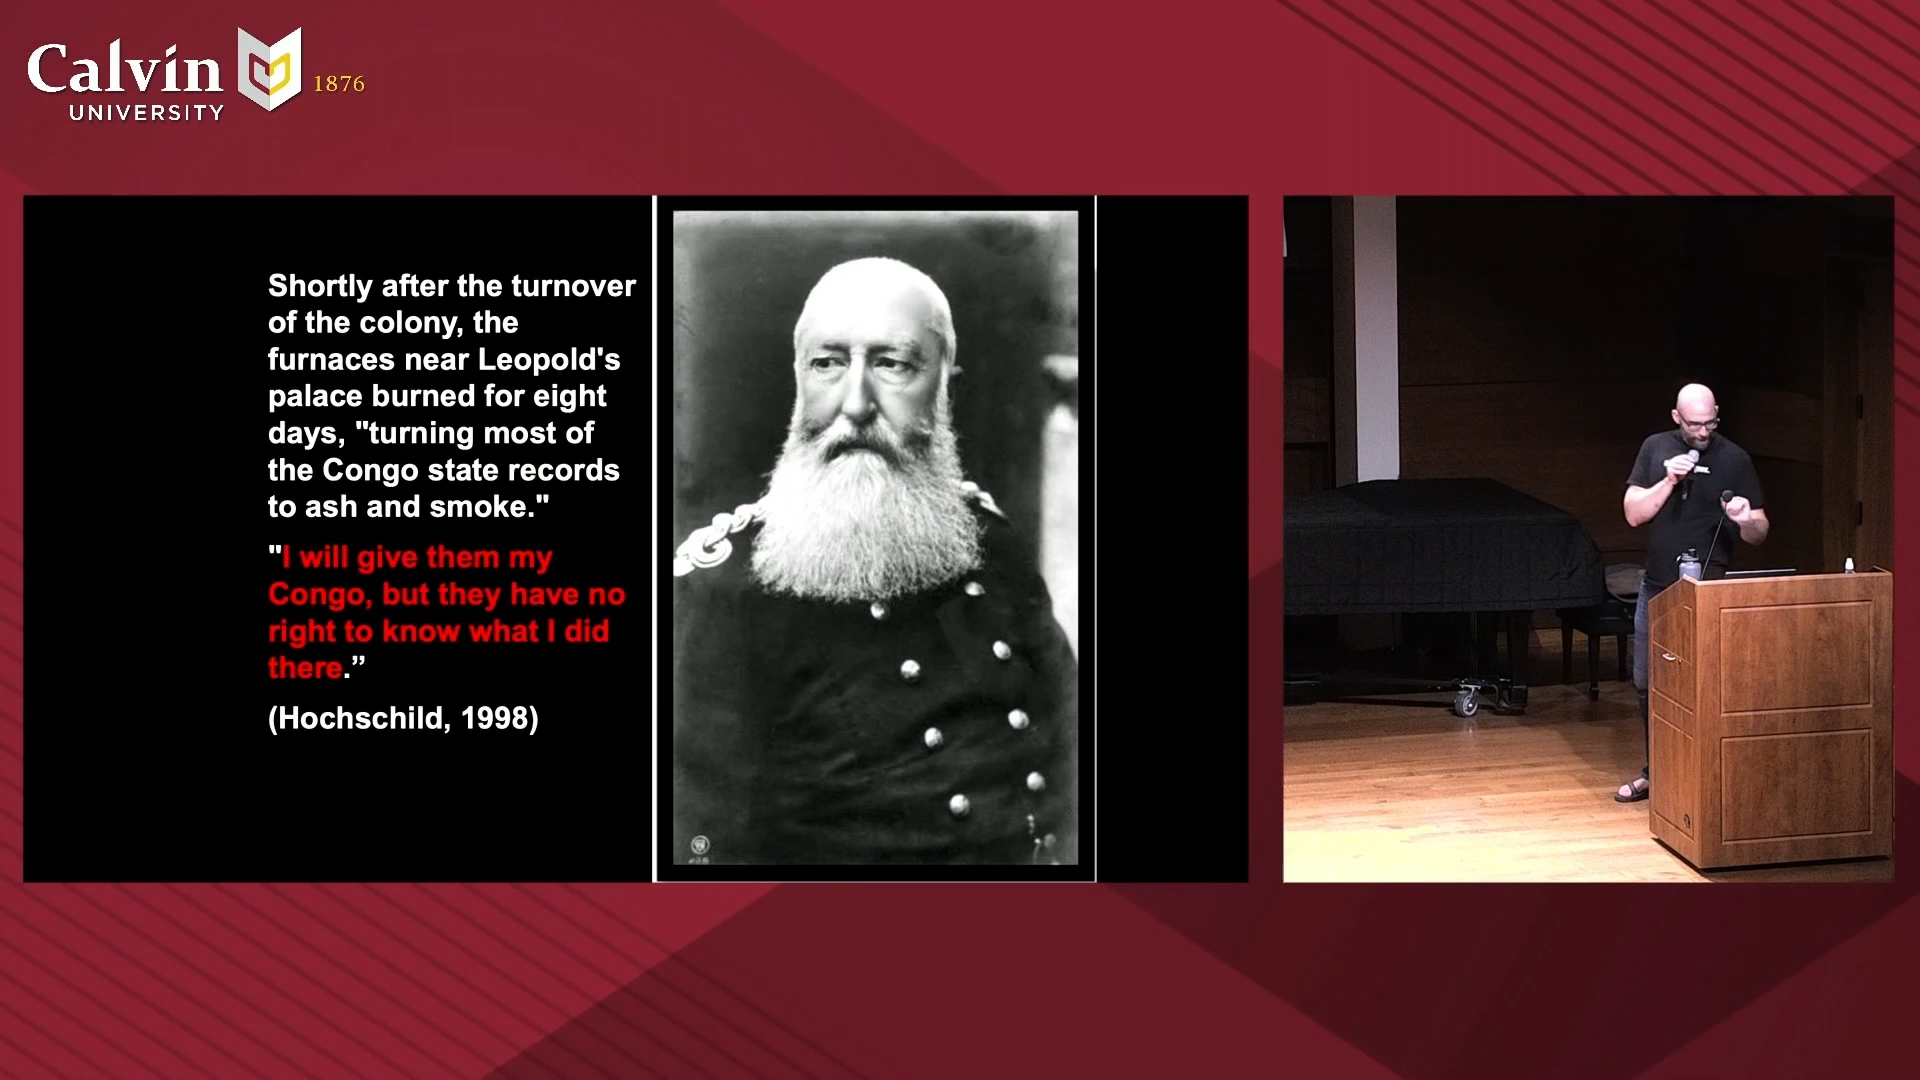 Calvin
UNIVERSITY
1876
Shortly after the turnover
of the colony, the
furnaces near Leopold's
palace burned for eight
days, "turning most of
the Congo state records
to ash and smoke."
"I will give them my
Congo, but they have no
right to know what I did
there.”
(Hochschild, 1998)